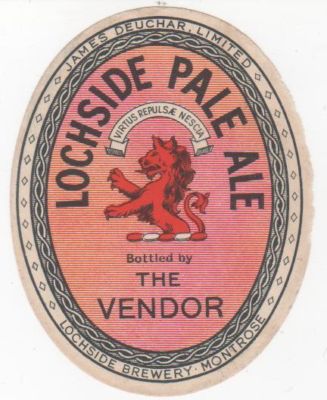 JAMES DEUCHAR, LIMITED
LOCHSIDE PALE ALE
VIRTUS REPULSÆ NESCIA
Bottled by
THE
VENDOR
LOCHSIDE BREWERY · MONTROSE